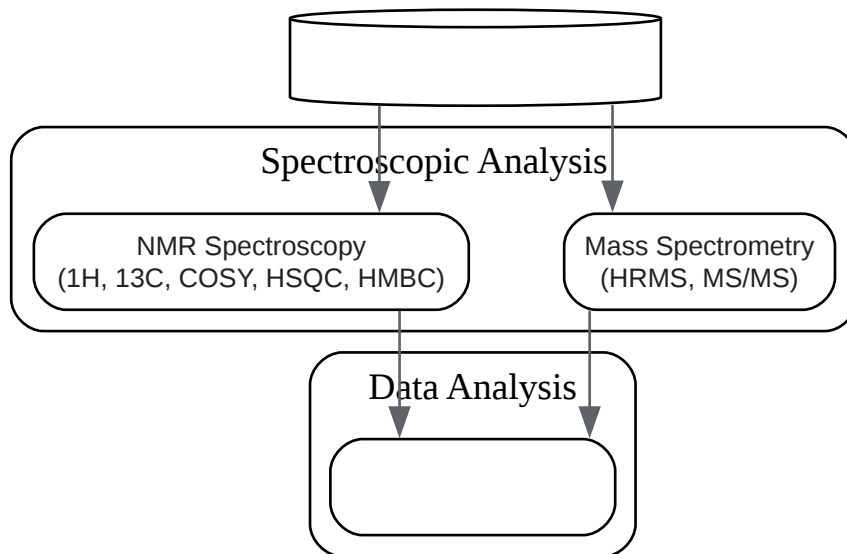 Spectroscopic Analysis
NMR Spectroscopy
(1H, 13C, COSY, HSQC, HMBC)
Mass Spectrometry
(HRMS, MS/MS)
Data Analysis